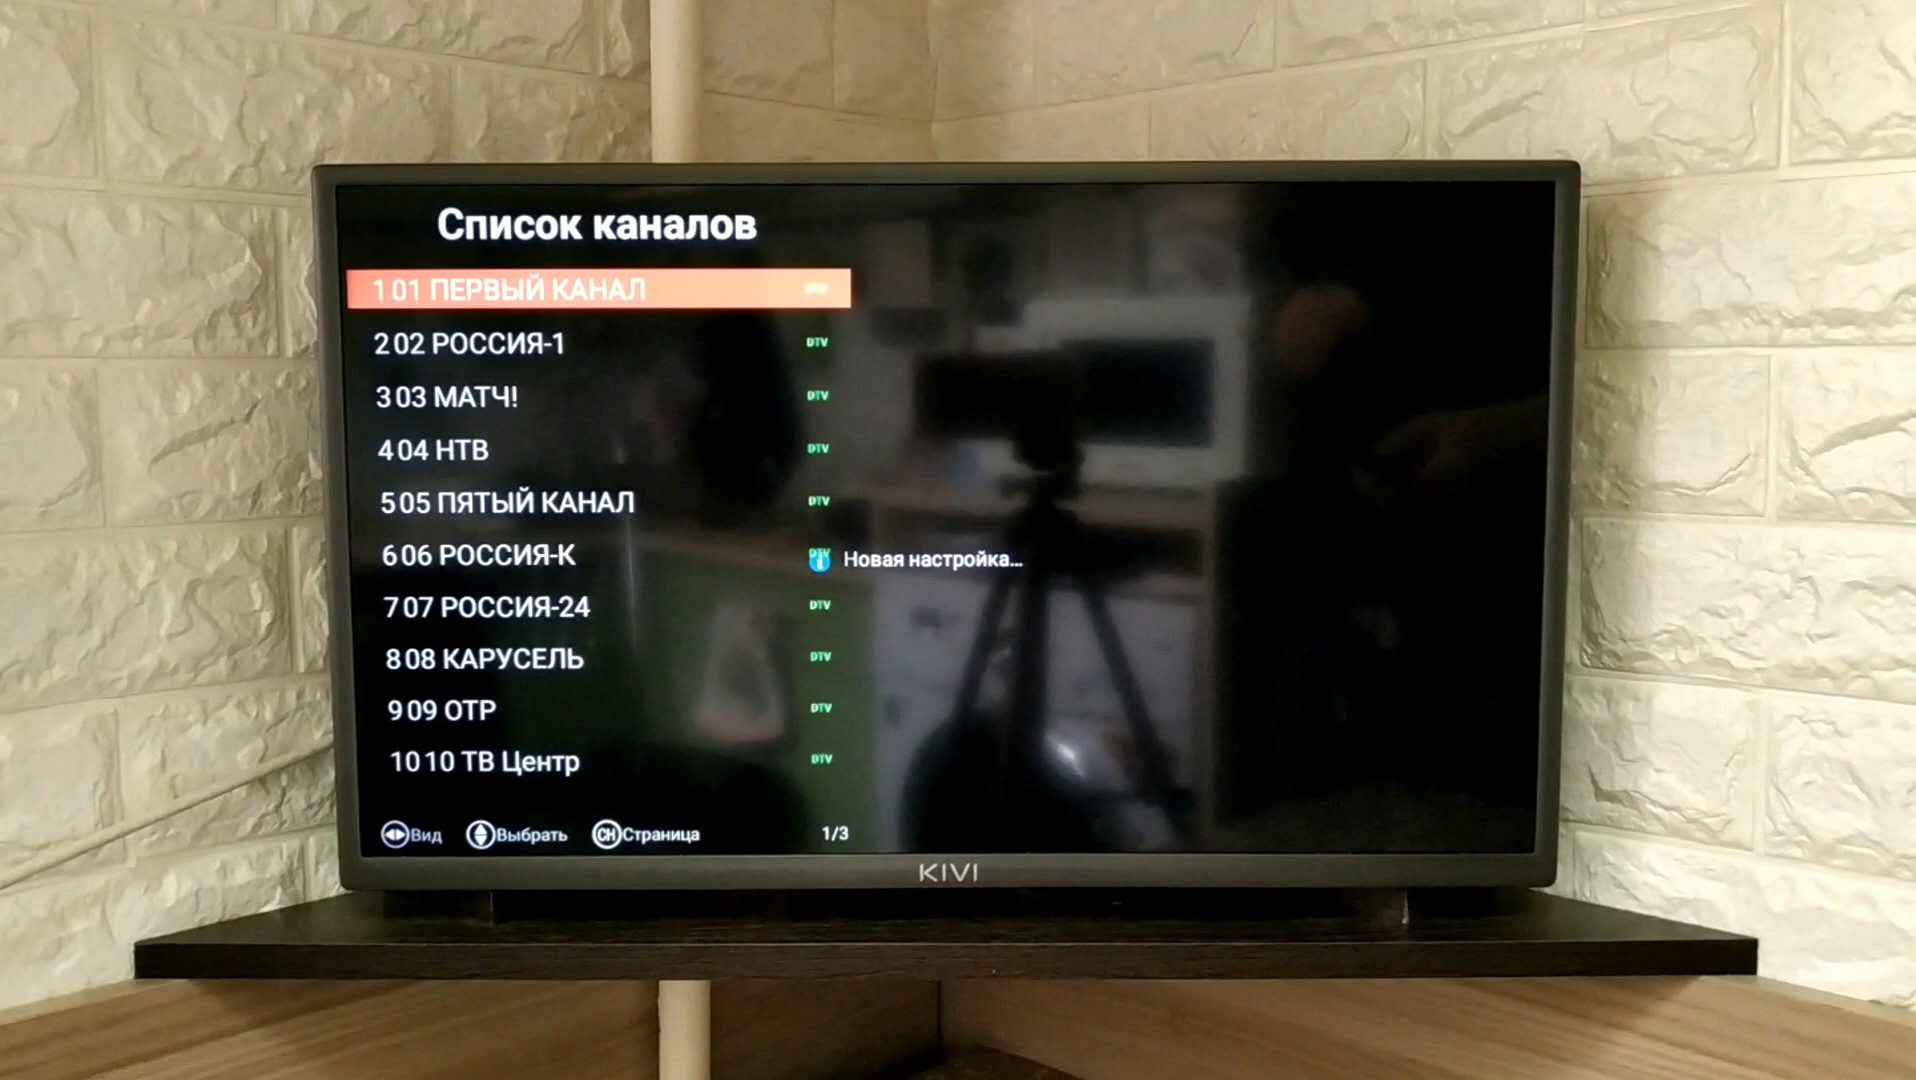 Список каналов
1 01 ПЕРВЫЙ КАНАЛ
2 02 РОССИЯ-1 DTV
3 03 МАТЧ! DTV
4 04 НТВ DTV
5 05 ПЯТЫЙ КАНАЛ DTV
6 06 РОССИЯ-К DTV Новая настройка...
7 07 РОССИЯ-24 DTV
8 08 КАРУСЕЛЬ DTV
9 09 ОТР DTV
10 10 ТВ Центр DTV
Вид Выбрать CH Страница 1/3
KIVI